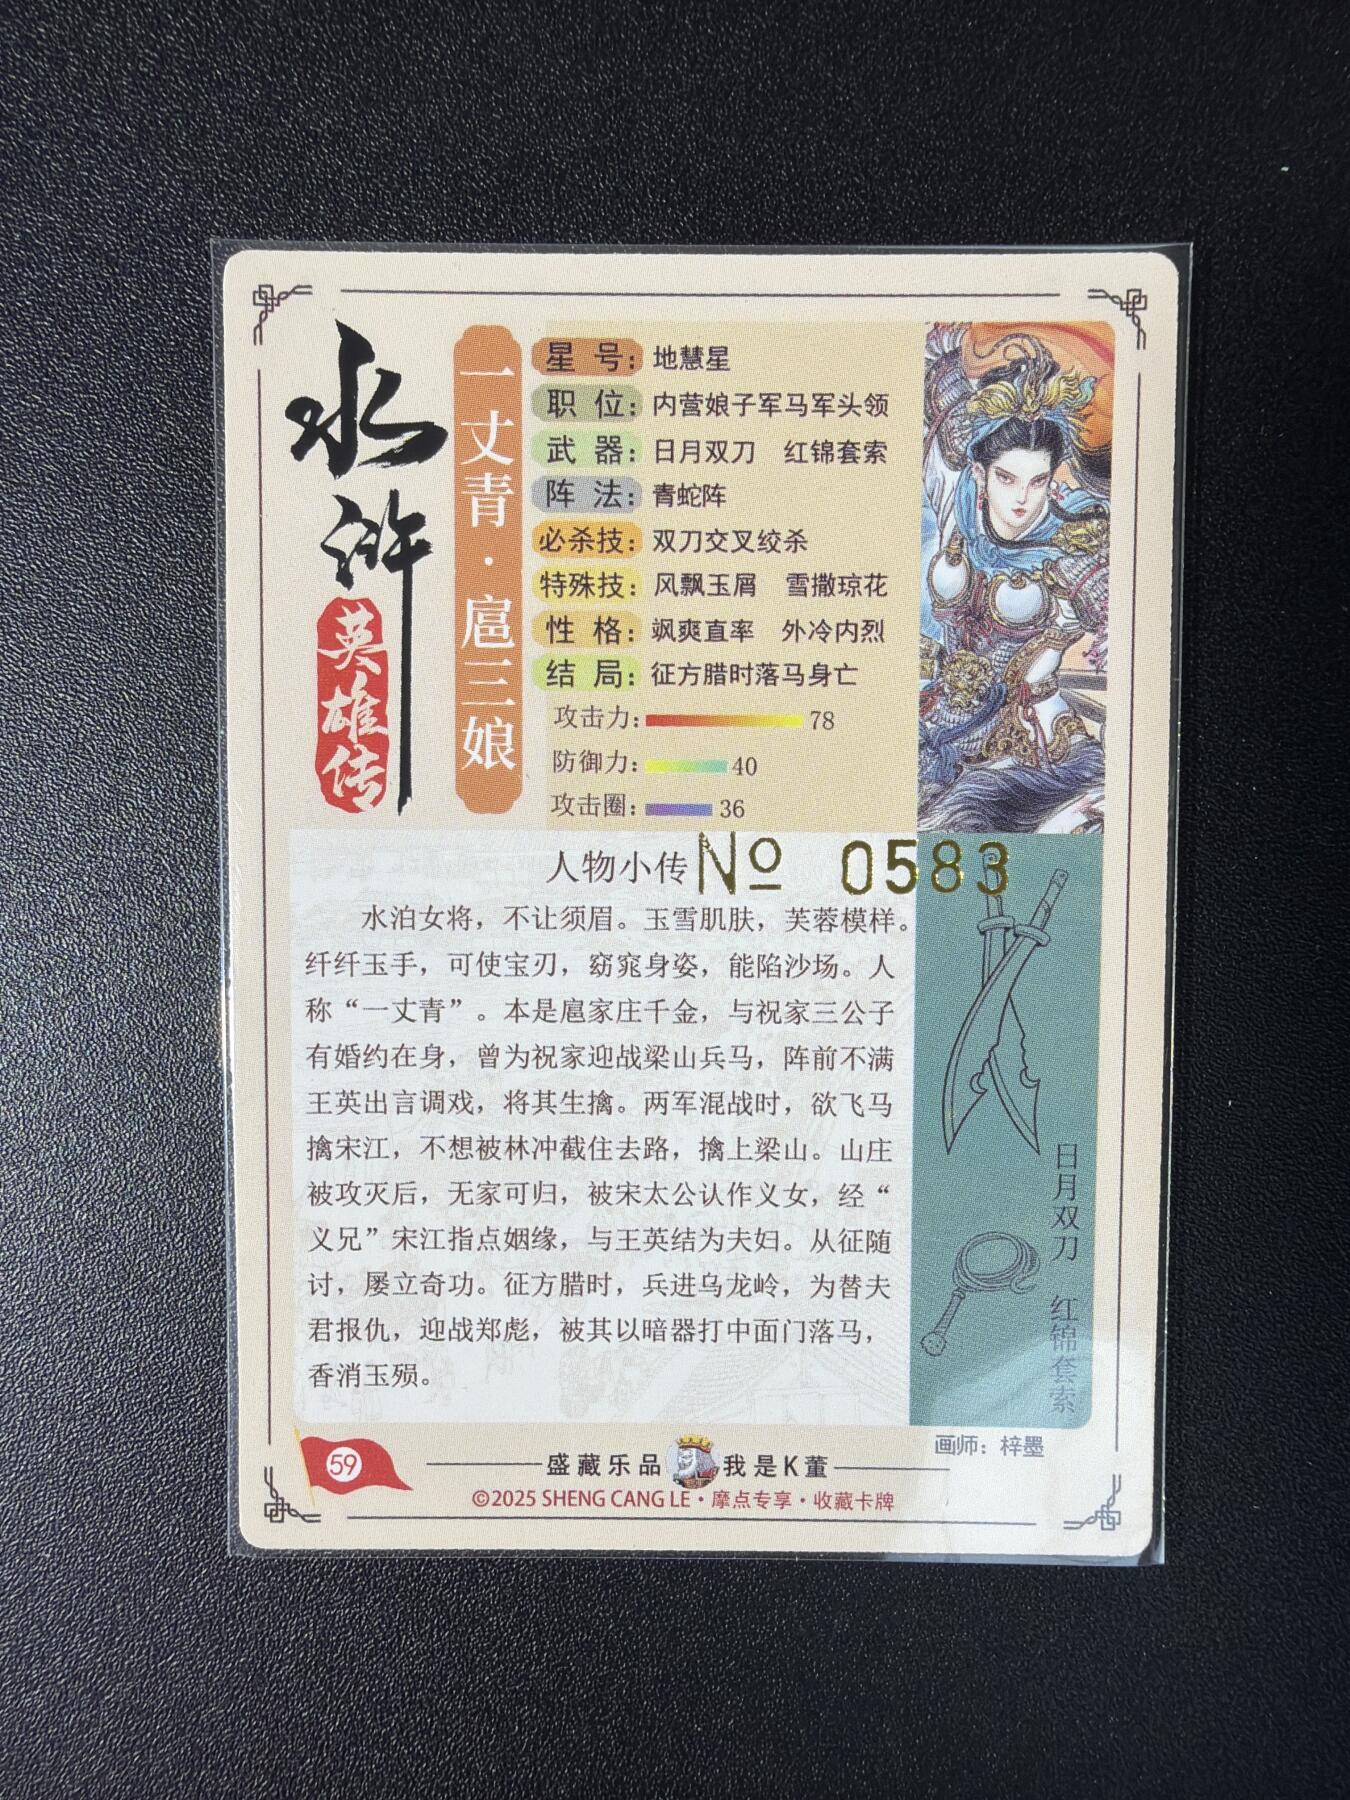 水浒
英雄传
一丈青·扈三娘
星号：地慧星
职位：内营娘子军马军头领
武器：日月双刀 红锦套索
阵法：青蛇阵
必杀技：双刀交叉绞杀
特殊技：风飘玉屑 雪撒琼花
性格：飒爽直率 外冷内烈
结局：征方腊时落马身亡
攻击力：78
防御力：40
攻击圈：36
人物小传
No 0583
水泊女将，不让须眉。玉雪肌肤，芙蓉模样。
纤纤玉手，可使宝刃，窈窕身姿，能陷沙场。人
称“一丈青”。本是扈家庄千金，与祝家三公子
有婚约在身，曾为祝家迎战梁山兵马，阵前不满
王英出言调戏，将其生擒。两军混战时，欲飞马
擒宋江，不想被林冲截住去路，擒上梁山。山庄
被攻灭后，无家可归，被宋太公认作义女，经“
义兄”宋江指点姻缘，与王英结为夫妇。从征随
讨，屡立奇功。征方腊时，兵进乌龙岭，为替夫
君报仇，迎战郑彪，被其以暗器打中面门落马，
香消玉殒。
日月双刀
红锦套索
画师：梓墨
59
盛藏乐品 我是K董
©2025 SHENG CANG LE·摩点专享·收藏卡牌